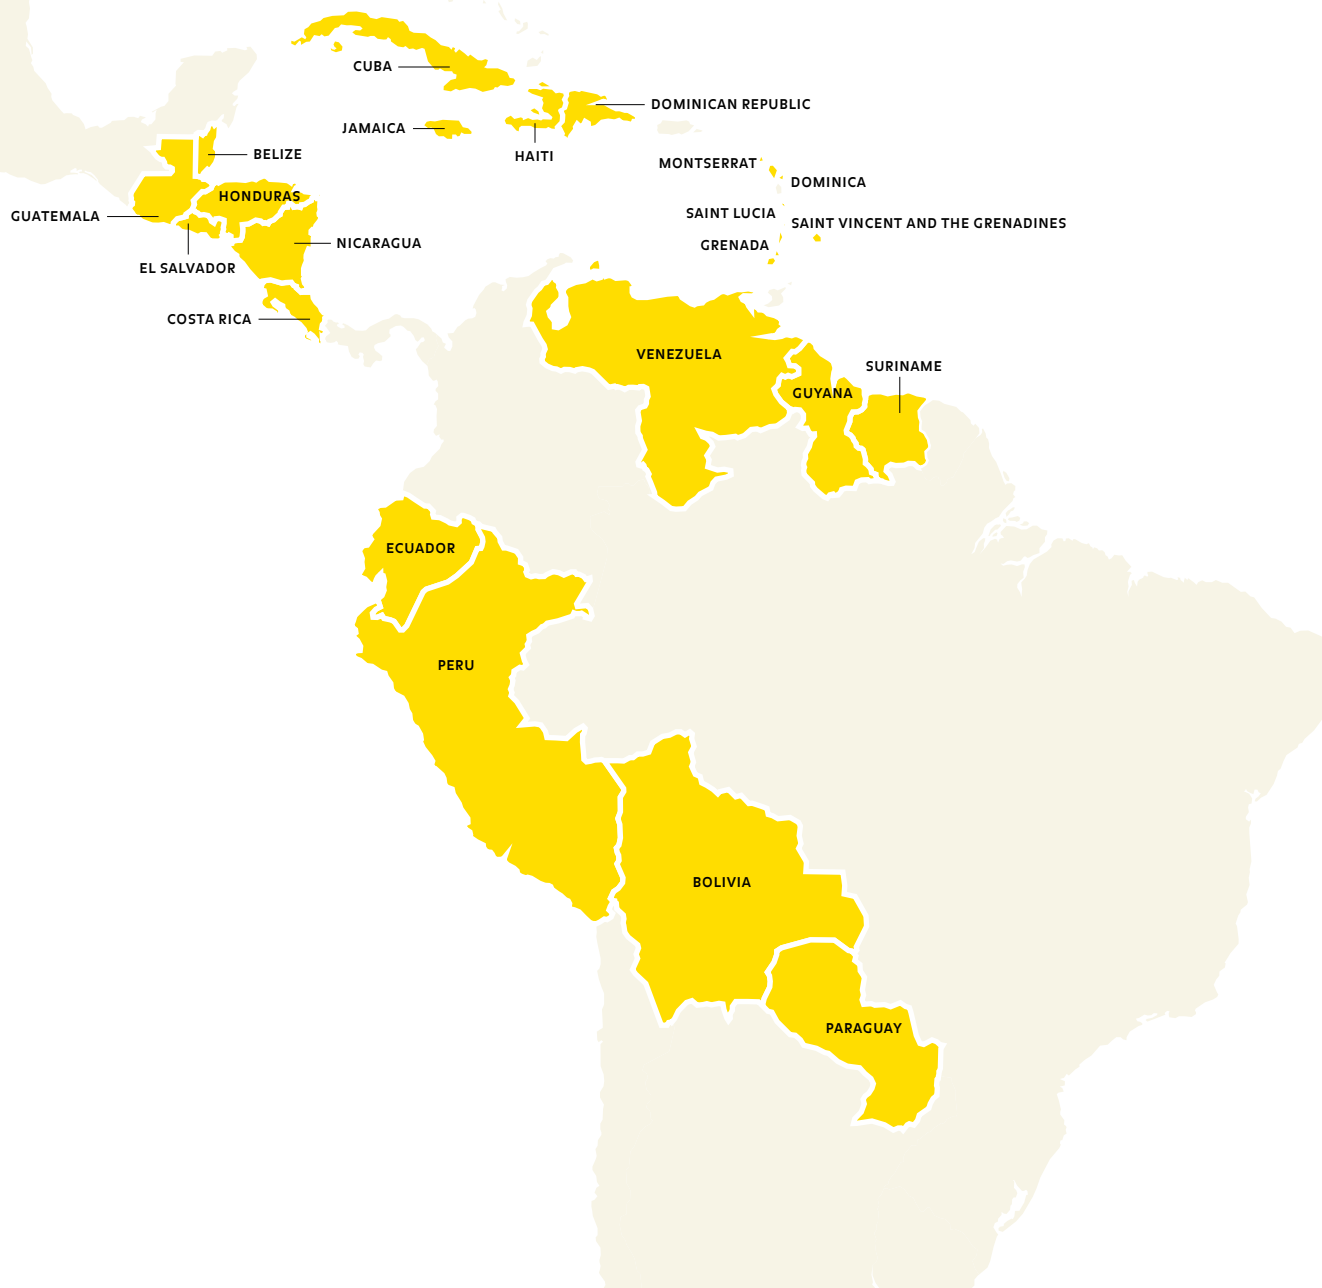 CUBA
DOMINICAN REPUBLIC
JAMAICA
HAITI
BELIZE
MONTSERRAT
DOMINICA
HONDURAS
GUATEMALA
SAINT LUCIA
SAINT VINCENT AND THE GRENADINES
NICARAGUA
GRENADA
EL SALVADOR
COSTA RICA
VENEZUELA
SURINAME
GUYANA
ECUADOR
PERU
BOLIVIA
PARAGUAY